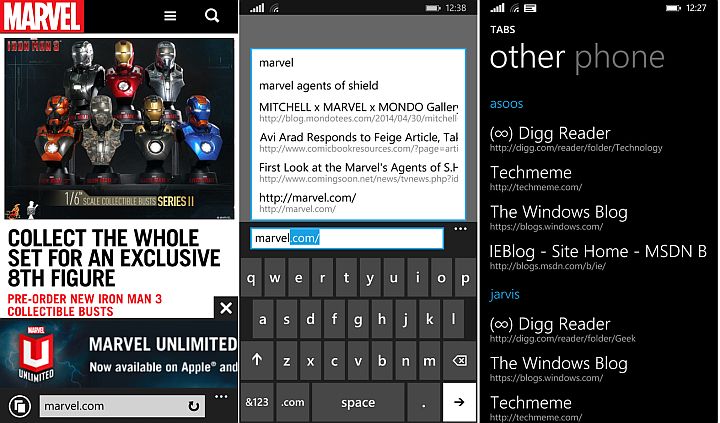 MARVEL
IRON MAN 3
1/6th SCALE COLLECTIBLE BUSTS SERIES II
COLLECT THE WHOLE
SET FOR AN EXCLUSIVE
8TH FIGURE
PRE-ORDER NEW IRON MAN 3
COLLECTIBLE BUSTS
MARVEL
UNLIMITED
MARVEL UNLIMITED
Now available on Apple® and
marvel.com
12:38
marvel
marvel agents of shield
MITCHELL x MARVEL x MONDO Gallery
http://blog.mondotees.com/2014/04/30/mitchell
Avi Arad Responds to Feige Article, Tak
http://www.comicbookresources.com/?page=arti
First Look at the Marvel's Agents of S.H
http://www.comingsoon.net/news/tvnews.php?id
http://marvel.com/
http://marvel.com/
marvel.com/
q w e r t y u i o p
a s d f g h j k l
z x c v b n m
&123 .com space .
12:27
TABS
other phone
asoos
(∞) Digg Reader
http://digg.com/reader/folder/Technology
Techmeme
http://techmeme.com/
The Windows Blog
https://blogs.windows.com/
IEBlog - Site Home - MSDN B
http://blogs.msdn.com/b/ie/
jarvis
(∞) Digg Reader
http://digg.com/reader/folder/Geek
The Windows Blog
https://blogs.windows.com/
Techmeme
http://techmeme.com/